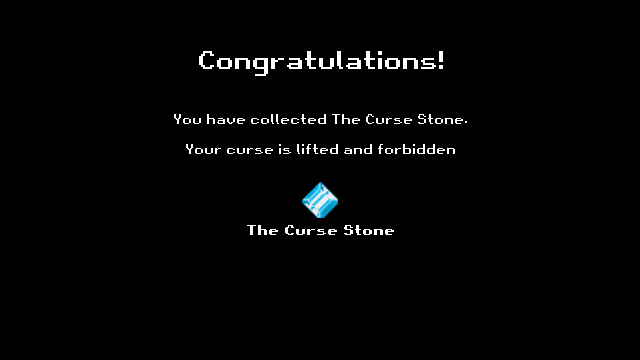 Congratulations!
You have collected The Curse Stone.
Your curse is lifted and forbidden
The Curse Stone